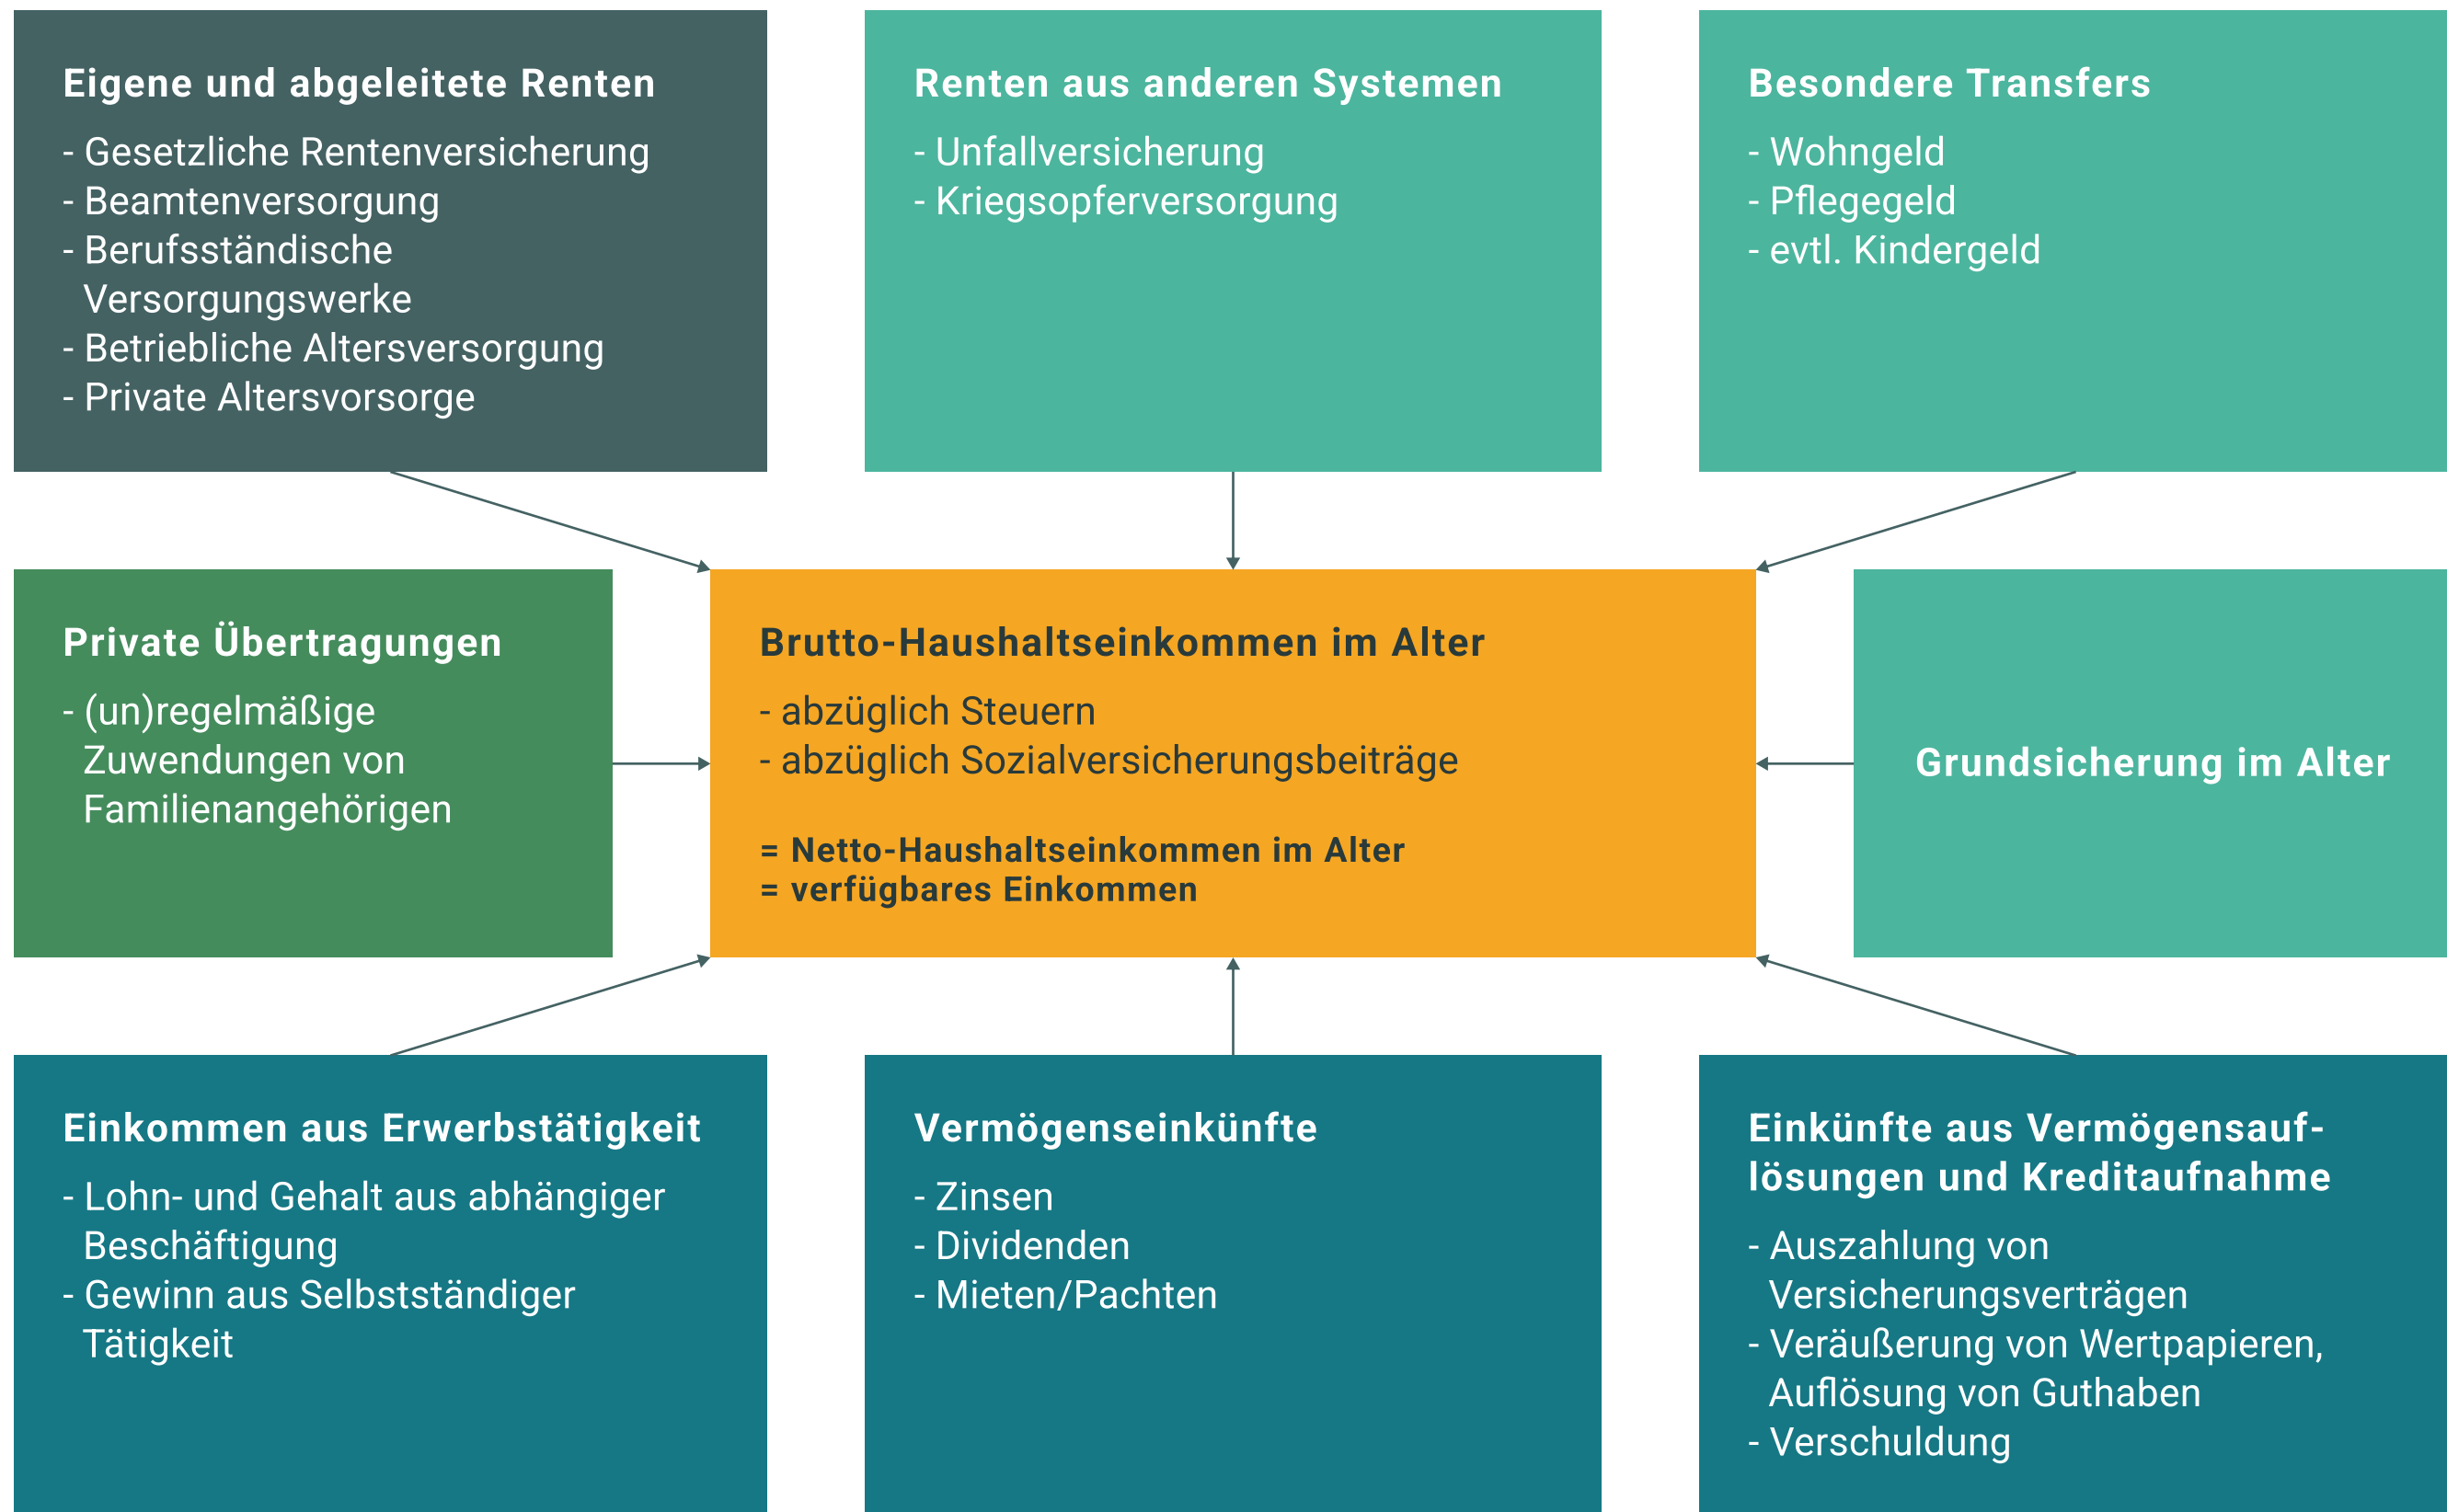 Eigene und abgeleitete Renten
- Gesetzliche Rentenversicherung
- Beamtenversorgung
- Berufsständische
Versorgungswerke
- Betriebliche Altersversorgung
- Private Altersvorsorge
Renten aus anderen Systemen
- Unfallversicherung
- Kriegsopferversorgung
Besondere Transfers
- Wohngeld
- Pflegegeld
- evtl. Kindergeld
Private Übertragungen
- (un)regelmäßige
Zuwendungen von
Familienangehörigen
Brutto-Haushaltseinkommen im Alter
- abzüglich Steuern
- abzüglich Sozialversicherungsbeiträge
= Netto-Haushaltseinkommen im Alter
= verfügbares Einkommen
Grundsicherung im Alter
Einkommen aus Erwerbstätigkeit
- Lohn- und Gehalt aus abhängiger
Beschäftigung
- Gewinn aus Selbstständiger
Tätigkeit
Vermögenseinkünfte
- Zinsen
- Dividenden
- Mieten/Pachten
Einkünfte aus Vermögensauf-
lösungen und Kreditaufnahme
- Auszahlung von
Versicherungsverträgen
- Veräußerung von Wertpapieren,
Auflösung von Guthaben
- Verschuldung